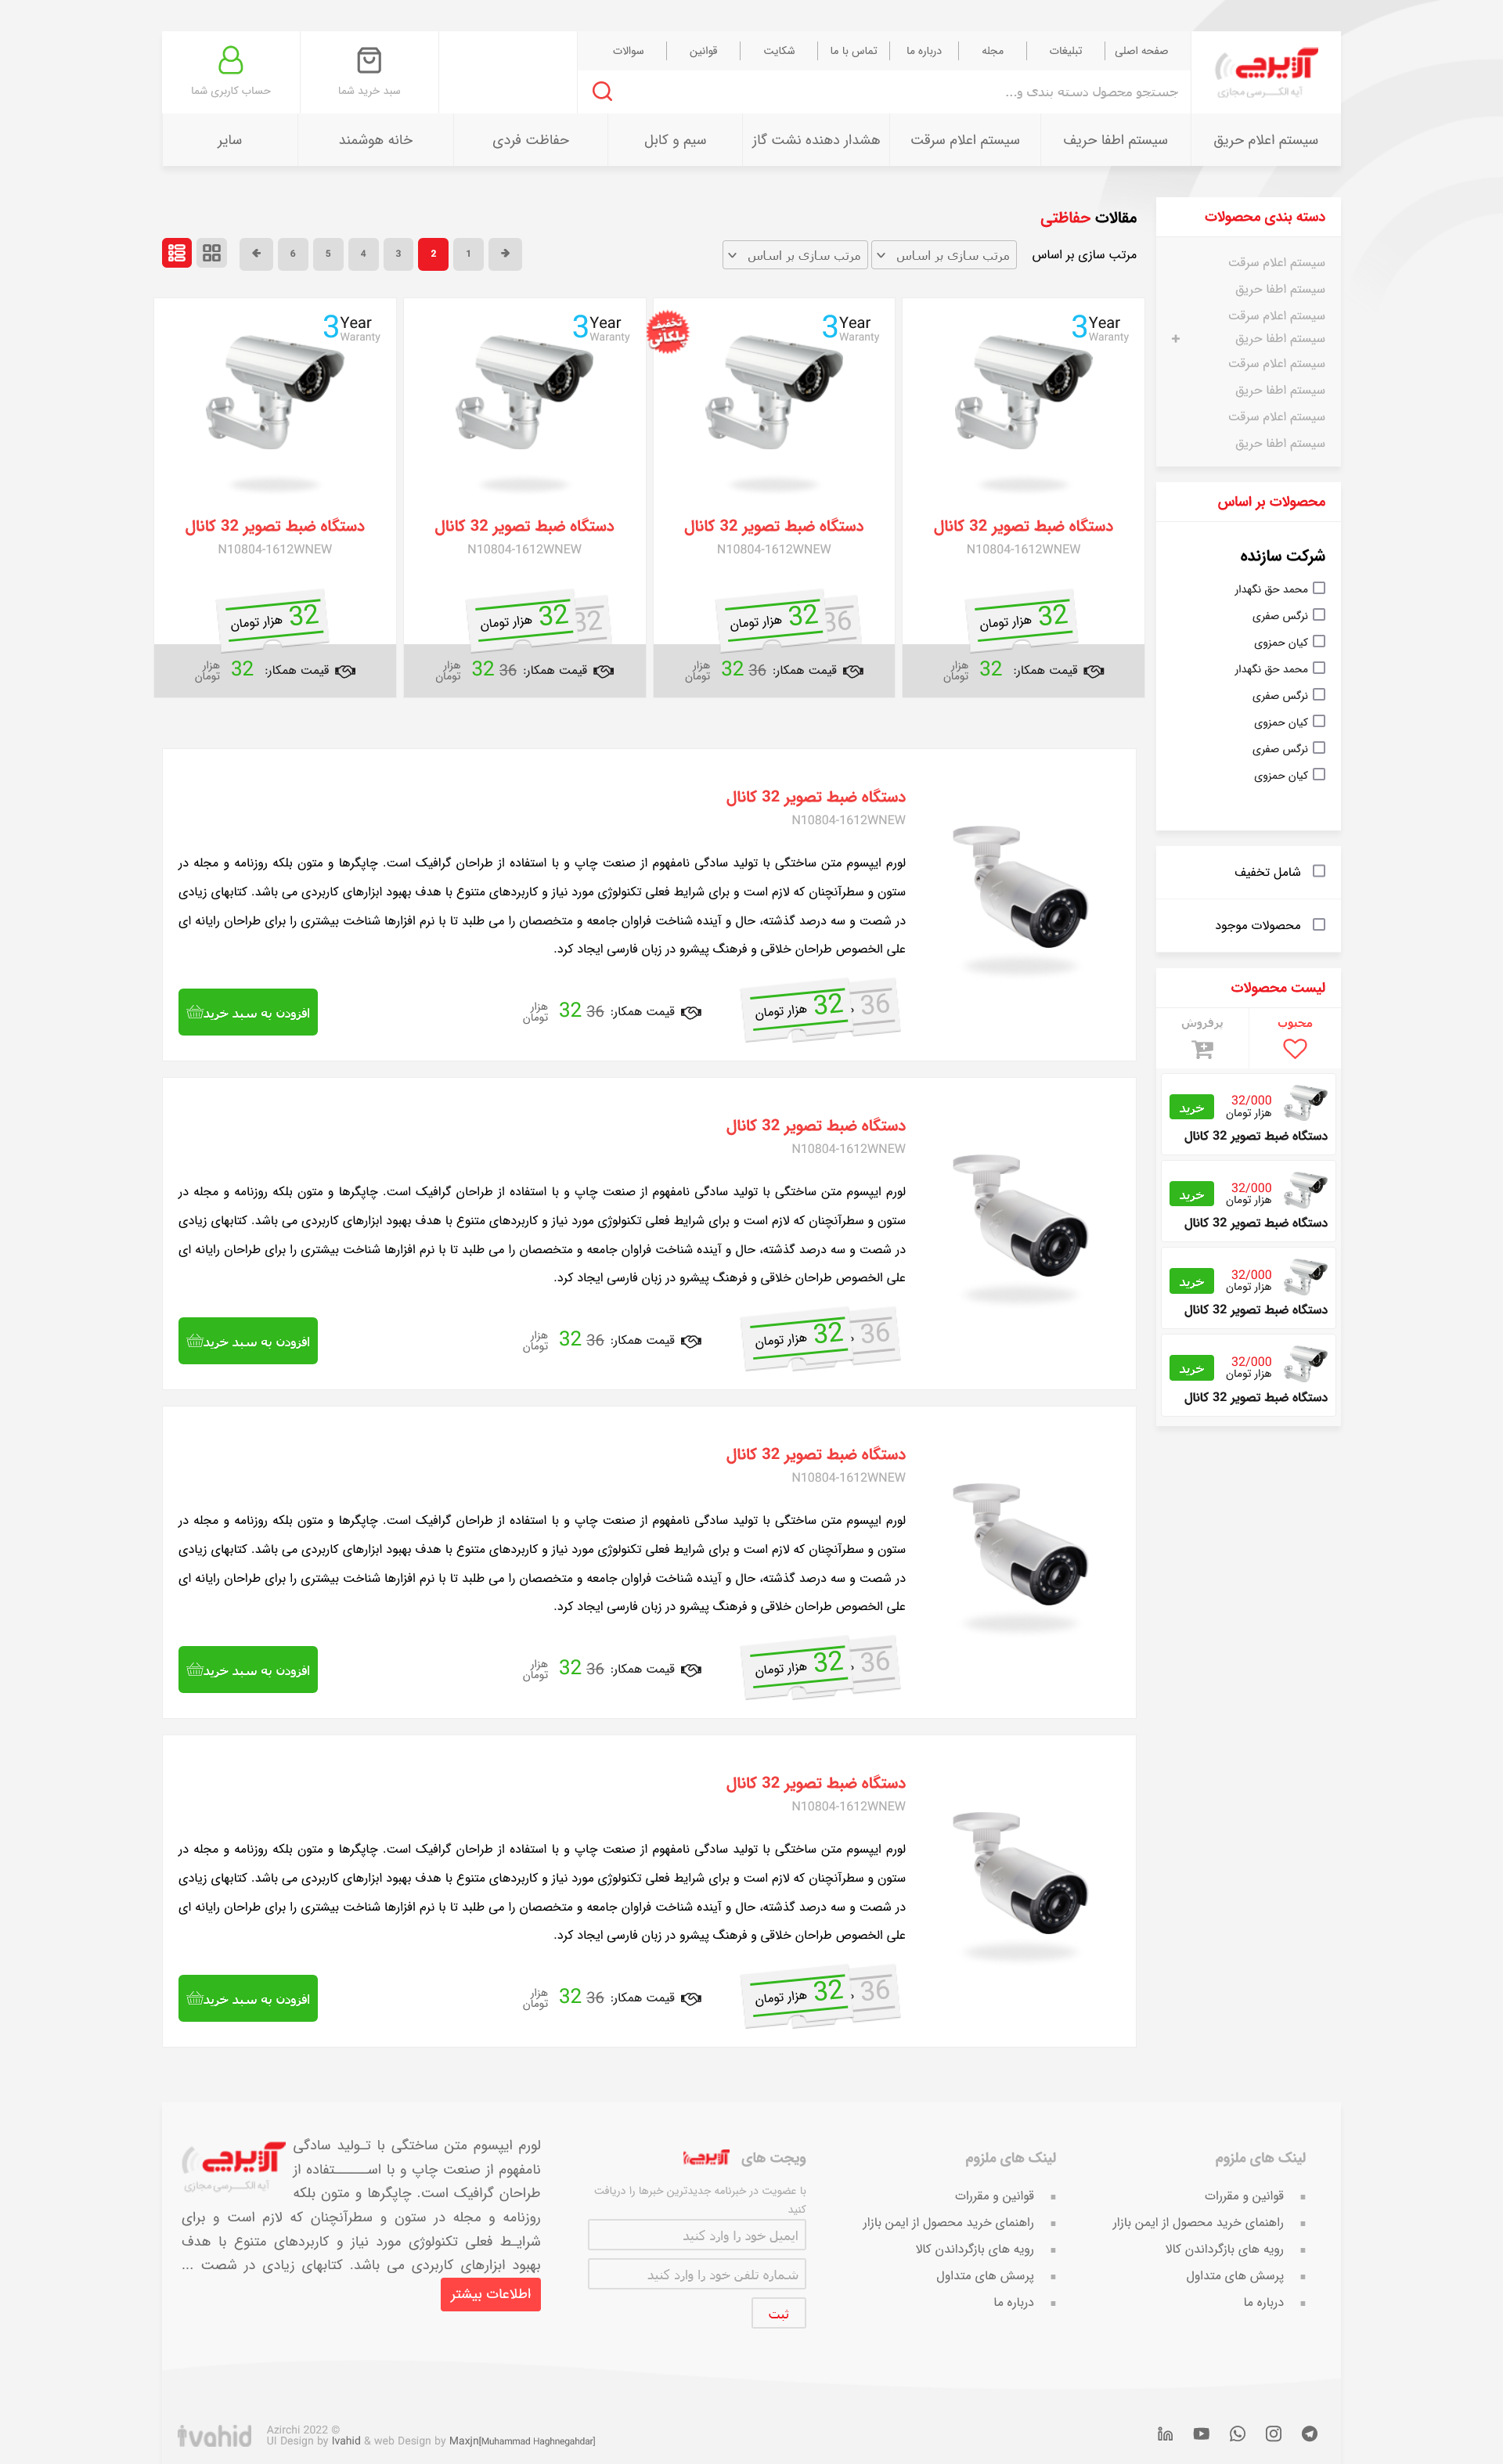 آژیرچی
آیه الکـــرسی مجازی
صفحه اصلی
تبلیغات
مجله
درباره ما
تماس با ما
شکایت
قوانین
سوالات
جستجو محصول دسته بندی و...
سبد خرید شما
حساب کاربری شما
سیستم اعلام حریق
سیستم اطفا حریف
سیستم اعلام سرقت
هشدار دهنده نشت گاز
سیم و کابل
حفاظت فردی
خانه هوشمند
سایر
دسته بندی محصولات
سیستم اعلام سرقت
سیستم اطفا حریق
سیستم اعلام سرقت
سیستم اطفا حریق +
سیستم اعلام سرقت
سیستم اطفا حریق
سیستم اعلام سرقت
سیستم اطفا حریق
محصولات بر اساس
شرکت سازنده
محمد حق نگهدار
نرگس صفری
کیان حمزوی
محمد حق نگهدار
نرگس صفری
کیان حمزوی
نرگس صفری
کیان حمزوی
شامل تخفیف
محصولات موجود
لیست محصولات
محبوب
پرفروش
32/000
هزار تومان
خرید
دستگاه ضبط تصویر 32 کانال
32/000
هزار تومان
خرید
دستگاه ضبط تصویر 32 کانال
32/000
هزار تومان
خرید
دستگاه ضبط تصویر 32 کانال
32/000
هزار تومان
خرید
دستگاه ضبط تصویر 32 کانال
مقالات حفاظتی
مرتب سازی بر اساس
مرتب سازی بر اساس
مرتب سازی بر اساس
1
2
3
4
5
6
3 Year
Waranty
دستگاه ضبط تصویر 32 کانال
N10804-1612WNEW
32 هزار تومان
قیمت همکار: 32 هزار تومان
تخفیف پلکانی
3 Year
Waranty
دستگاه ضبط تصویر 32 کانال
N10804-1612WNEW
36
32 هزار تومان
قیمت همکار: 36 32 هزار تومان
3 Year
Waranty
دستگاه ضبط تصویر 32 کانال
N10804-1612WNEW
32
32 هزار تومان
قیمت همکار: 36 32 هزار تومان
3 Year
Waranty
دستگاه ضبط تصویر 32 کانال
N10804-1612WNEW
32 هزار تومان
قیمت همکار: 32 هزار تومان
دستگاه ضبط تصویر 32 کانال
N10804-1612WNEW
لورم ایپسوم متن ساختگی با تولید سادگی نامفهوم از صنعت چاپ و با استفاده از طراحان گرافیک است. چاپگرها و متون بلکه روزنامه و مجله در
ستون و سطرآنچنان که لازم است و برای شرایط فعلی تکنولوژی مورد نیاز و کاربردهای متنوع با هدف بهبود ابزارهای کاربردی می باشد. کتابهای زیادی
در شصت و سه درصد گذشته، حال و آینده شناخت فراوان جامعه و متخصصان را می طلبد تا با نرم افزارها شناخت بیشتری را برای طراحان رایانه ای
علی الخصوص طراحان خلاقی و فرهنگ پیشرو در زبان فارسی ایجاد کرد.
36
32 هزار تومان
قیمت همکار: 36 32 هزار تومان
افزودن به سبد خرید
دستگاه ضبط تصویر 32 کانال
N10804-1612WNEW
لورم ایپسوم متن ساختگی با تولید سادگی نامفهوم از صنعت چاپ و با استفاده از طراحان گرافیک است. چاپگرها و متون بلکه روزنامه و مجله در
ستون و سطرآنچنان که لازم است و برای شرایط فعلی تکنولوژی مورد نیاز و کاربردهای متنوع با هدف بهبود ابزارهای کاربردی می باشد. کتابهای زیادی
در شصت و سه درصد گذشته، حال و آینده شناخت فراوان جامعه و متخصصان را می طلبد تا با نرم افزارها شناخت بیشتری را برای طراحان رایانه ای
علی الخصوص طراحان خلاقی و فرهنگ پیشرو در زبان فارسی ایجاد کرد.
36
32 هزار تومان
قیمت همکار: 36 32 هزار تومان
افزودن به سبد خرید
دستگاه ضبط تصویر 32 کانال
N10804-1612WNEW
لورم ایپسوم متن ساختگی با تولید سادگی نامفهوم از صنعت چاپ و با استفاده از طراحان گرافیک است. چاپگرها و متون بلکه روزنامه و مجله در
ستون و سطرآنچنان که لازم است و برای شرایط فعلی تکنولوژی مورد نیاز و کاربردهای متنوع با هدف بهبود ابزارهای کاربردی می باشد. کتابهای زیادی
در شصت و سه درصد گذشته، حال و آینده شناخت فراوان جامعه و متخصصان را می طلبد تا با نرم افزارها شناخت بیشتری را برای طراحان رایانه ای
علی الخصوص طراحان خلاقی و فرهنگ پیشرو در زبان فارسی ایجاد کرد.
36
32 هزار تومان
قیمت همکار: 36 32 هزار تومان
افزودن به سبد خرید
دستگاه ضبط تصویر 32 کانال
N10804-1612WNEW
لورم ایپسوم متن ساختگی با تولید سادگی نامفهوم از صنعت چاپ و با استفاده از طراحان گرافیک است. چاپگرها و متون بلکه روزنامه و مجله در
ستون و سطرآنچنان که لازم است و برای شرایط فعلی تکنولوژی مورد نیاز و کاربردهای متنوع با هدف بهبود ابزارهای کاربردی می باشد. کتابهای زیادی
در شصت و سه درصد گذشته، حال و آینده شناخت فراوان جامعه و متخصصان را می طلبد تا با نرم افزارها شناخت بیشتری را برای طراحان رایانه ای
علی الخصوص طراحان خلاقی و فرهنگ پیشرو در زبان فارسی ایجاد کرد.
36
32 هزار تومان
قیمت همکار: 36 32 هزار تومان
افزودن به سبد خرید
لینک های ملزوم
قوانین و مقررات
راهنمای خرید محصول از ایمن بازار
رویه های بازگرداندن کالا
پرسش های متداول
درباره ما
لینک های ملزوم
قوانین و مقررات
راهنمای خرید محصول از ایمن بازار
رویه های بازگرداندن کالا
پرسش های متداول
درباره ما
ویجت های آژیرچی
با عضویت در خبرنامه جدیدترین خبرها را دریافت
کنید
ایمیل خود را وارد کنید
شماره تلفن خود را وارد کنید
ثبت
آژیرچی
آیه الکـــرسی مجازی
لورم ایپسوم متن ساختگی با تـولید سادگی
نامفهوم از صنعت چاپ و با اســـــتفاده از
طراحان گرافیک است. چاپگرها و متون بلکه
روزنامه و مجله در ستون و سطرآنچنان که لازم است و برای
شرایـط فعلی تکنولوژی مورد نیاز و کاربردهای متنوع با هدف
بهبود ابزارهای کاربردی می باشد. کتابهای زیادی در شصت ...
اطلاعات بیشتر
ivahid
Azirchi 2022 ©
UI Design by Ivahid & web Design by Maxjn[Muhammad Haghnegahdar]